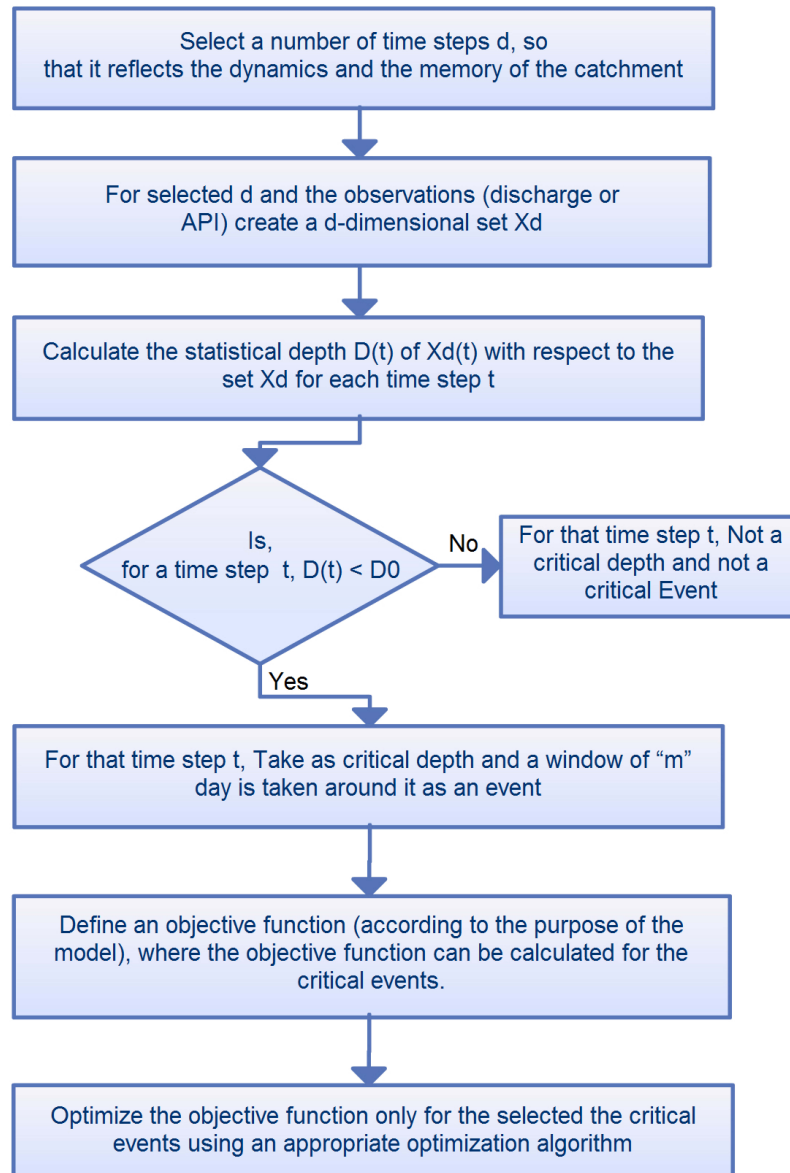 Select a number of time steps d, so
that it reflects the dynamics and the memory of the catchment
For selected d and the observations (discharge or
API) create a d-dimensional set Xd
Calculate the statistical depth D(t) of Xd(t) with respect to the
set Xd for each time step t
Is,
for a time step t, D(t) < D0
No
For that time step t, Not a
critical depth and not a
critical Event
Yes
For that time step t, Take as critical depth and a window of “m”
day is taken around it as an event
Define an objective function (according to the purpose of the
model), where the objective function can be calculated for the
critical events.
Optimize the objective function only for the selected the critical
events using an appropriate optimization algorithm